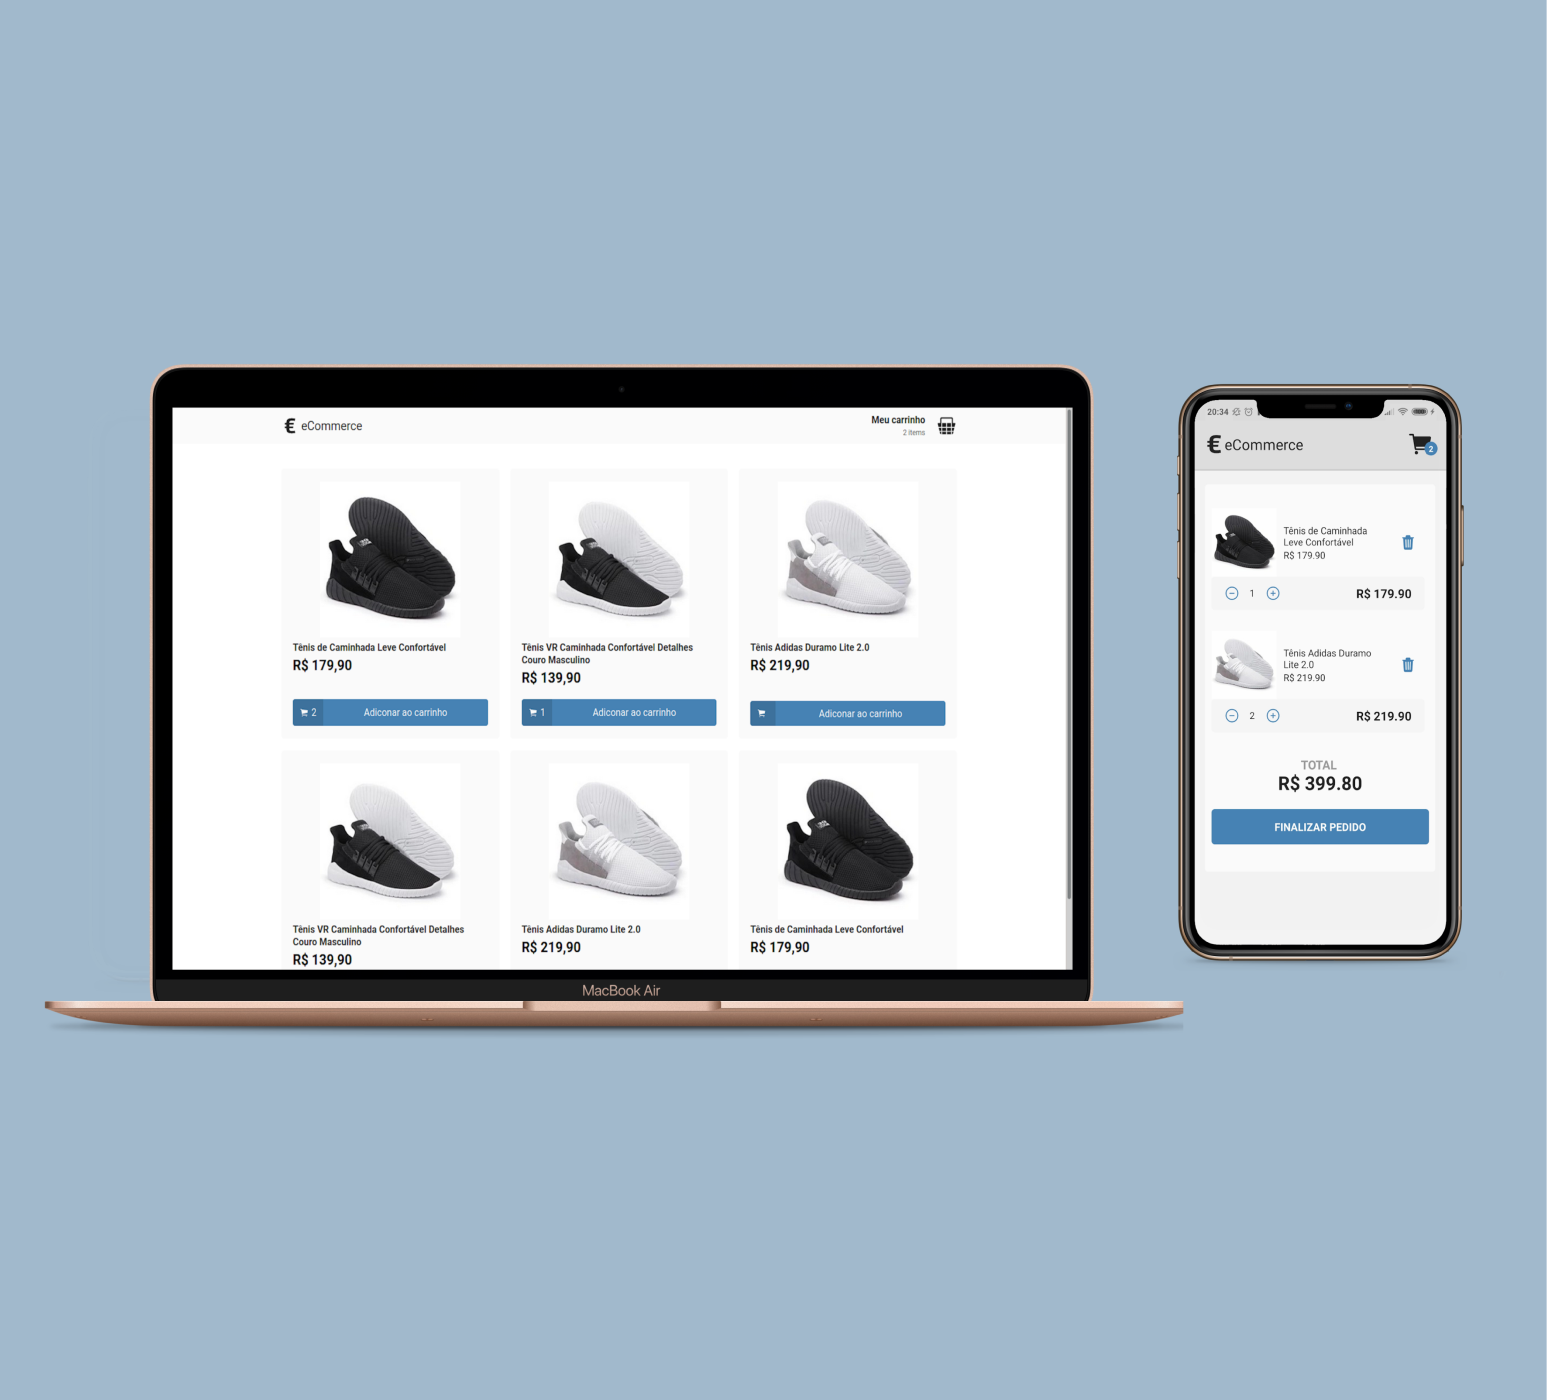 € eCommerce
Meu carrinho
2 items
Tênis de Caminhada Leve Confortável
R$ 179,90
2 Adiconar ao carrinho
Tênis VR Caminhada Confortável Detalhes
Couro Masculino
R$ 139,90
1 Adiconar ao carrinho
Tênis Adidas Duramo Lite 2.0
R$ 219,90
Adiconar ao carrinho
Tênis VR Caminhada Confortável Detalhes
Couro Masculino
R$ 139,90
Tênis Adidas Duramo Lite 2.0
R$ 219,90
Tênis de Caminhada Leve Confortável
R$ 179,90
MacBook Air
20:34
€ eCommerce
2
Tênis de Caminhada
Leve Confortável
R$ 179.90
1 R$ 179.90
Tênis Adidas Duramo
Lite 2.0
R$ 219.90
2 R$ 219.90
TOTAL
R$ 399.80
FINALIZAR PEDIDO